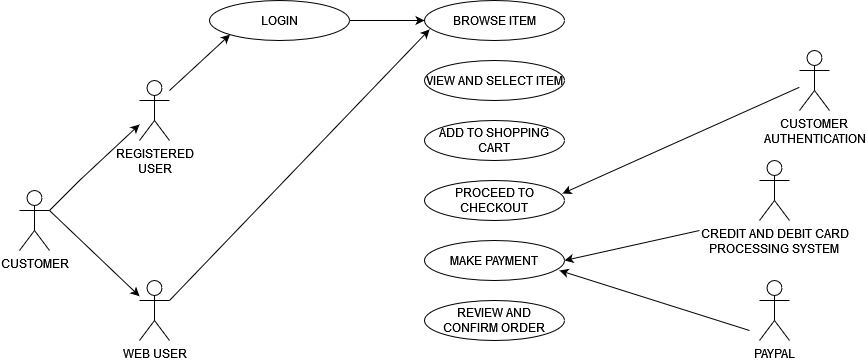 LOGIN
BROWSE ITEM
VIEW AND SELECT ITEM
ADD TO SHOPPING
CART
PROCEED TO
CHECKOUT
MAKE PAYMENT
REVIEW AND
CONFIRM ORDER
REGISTERED
USER
CUSTOMER
WEB USER
CUSTOMER
AUTHENTICATION
CREDIT AND DEBIT CARD
PROCESSING SYSTEM
PAYPAL